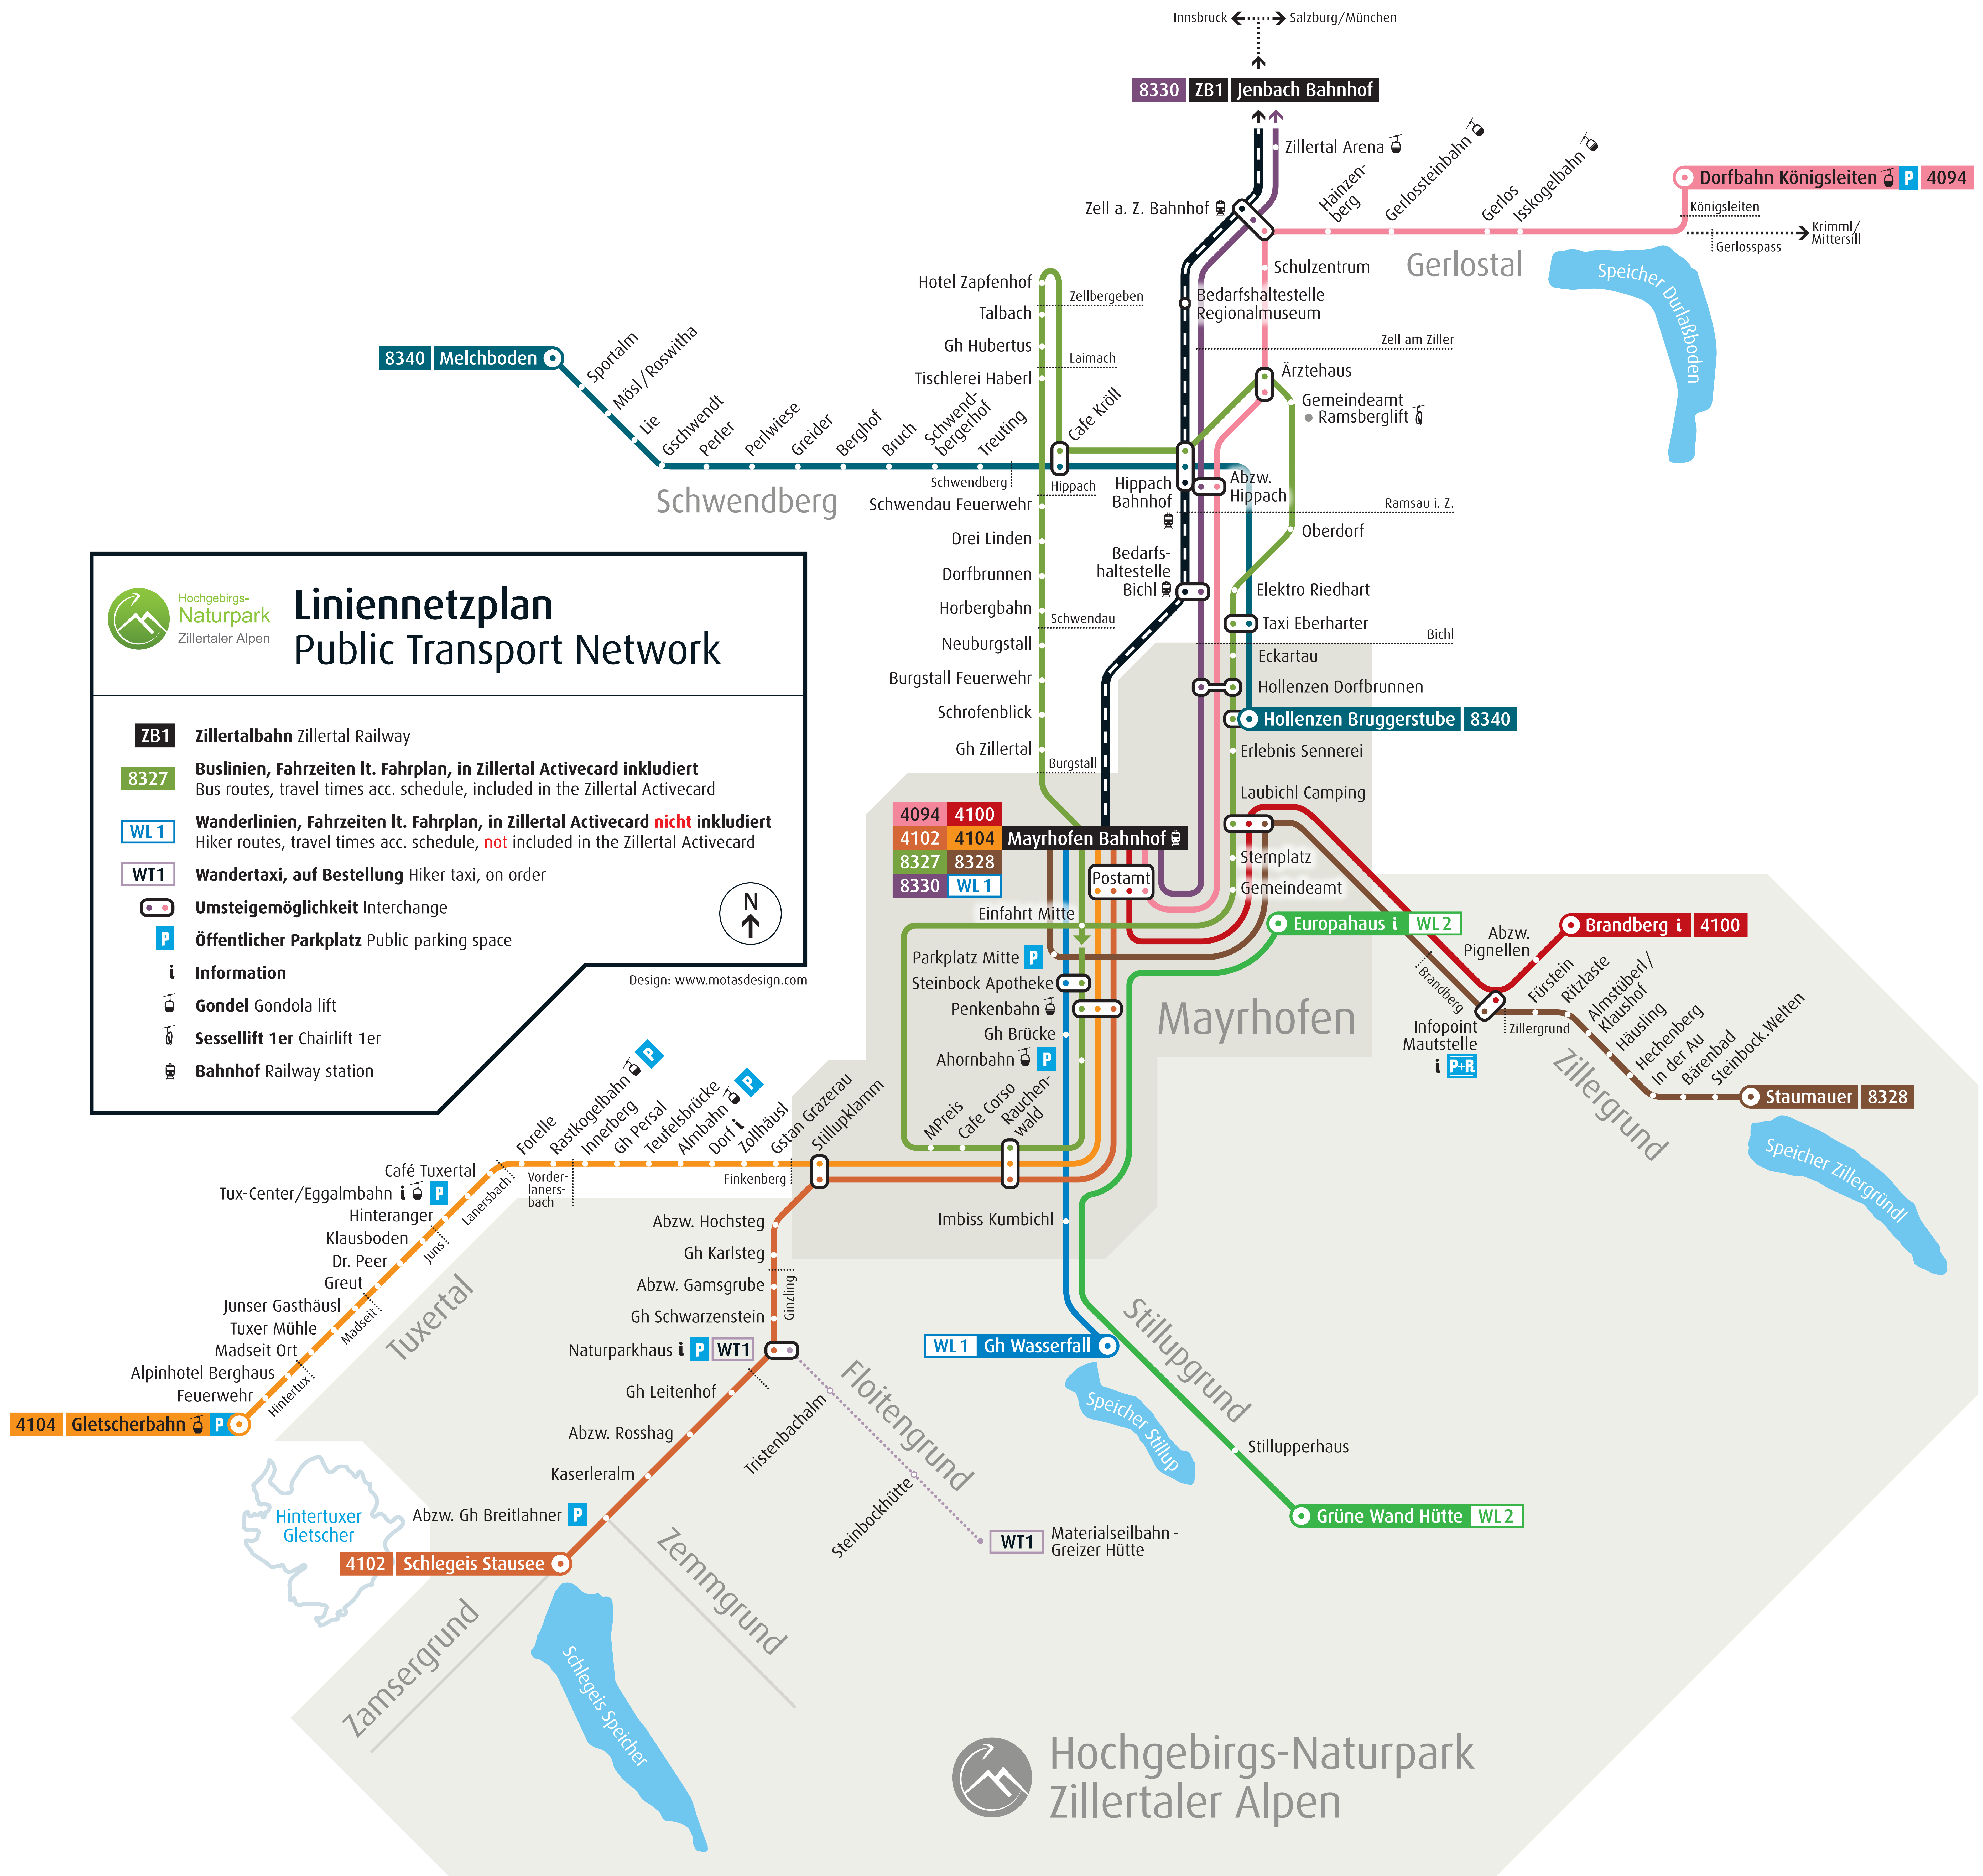 Innsbruck
Salzburg/München
8330 ZB1 Jenbach Bahnhof
Zillertal Arena
Zell a. Z. Bahnhof
Hainzen-
berg
Gerlossteinbahn
Gerlos
Isskogelbahn
Dorfbahn Königsleiten P 4094
Königsleiten
Krimml/
Mittersill
Gerlosspass
Gerlostal
Speicher Durlaßboden
Schulzentrum
Bedarfshaltestelle
Regionalmuseum
Zell am Ziller
Hotel Zapfenhof
Zellbergeben
Talbach
Gh Hubertus
Laimach
Tischlerei Haberl
Cafe Kröll
Ärztehaus
Gemeindeamt
Ramsberglift
8340 Melchboden
Sportalm
Mösl/Roswitha
Lie
Gschwendt
Perler
Perlwiese
Greider
Berghof
Bruch
Schwend-
bergerhof
Treuting
Schwendberg
Schwendberg
Hippach
Hippach
Bahnhof
Abzw.
Hippach
Ramsau i. Z.
Schwendau Feuerwehr
Drei Linden
Dorfbrunnen
Horbergbahn
Schwendau
Neuburgstall
Burgstall Feuerwehr
Schrofenblick
Gh Zillertal
Burgstall
Oberdorf
Bedarfs-
haltestelle
Bichl
Elektro Riedhart
Taxi Eberharter
Bichl
Eckartau
Hollenzen Dorfbrunnen
Hollenzen Bruggerstube 8340
Erlebnis Sennerei
Laubichl Camping
Sternplatz
Gemeindeamt
Hochgebirgs-
Naturpark
Zillertaler Alpen
Liniennetzplan
Public Transport Network
ZB1 Zillertalbahn Zillertal Railway
8327 Buslinien, Fahrzeiten lt. Fahrplan, in Zillertal Activecard inkludiert
Bus routes, travel times acc. schedule, included in the Zillertal Activecard
WL 1 Wanderlinien, Fahrzeiten lt. Fahrplan, in Zillertal Activecard nicht inkludiert
Hiker routes, travel times acc. schedule, not included in the Zillertal Activecard
WT1 Wandertaxi, auf Bestellung Hiker taxi, on order
Umsteigemöglichkeit Interchange
P Öffentlicher Parkplatz Public parking space
i Information
Gondel Gondola lift
Sessellift 1er Chairlift 1er
Bahnhof Railway station
N
Design: www.motasdesign.com
4094 4100
4102 4104 Mayrhofen Bahnhof
8327 8328
8330 WL 1
Postamt
Einfahrt Mitte
Parkplatz Mitte P
Steinbock Apotheke
Penkenbahn
Gh Brücke
Ahornbahn P
MPreis
Cafe Corso
Rauchen-
wald
Imbiss Kumbichl
Mayrhofen
Europahaus i WL 2
Abzw.
Pignellen
Brandberg i 4100
Brandberg
Infopoint
Mautstelle
i P+R
Zillergrund
Fürstein
Ritzlaste
Almstüberl/
Klaushof
Häusling
Hechenberg
In der Au
Bärenbad
Steinbock.Welten
Staumauer 8328
Zillergrund
Speicher Zillergründl
Stillupklamm
Gstan Grazerau
Zollhäusl
Dorf i
Almbahn P
Teufelsbrücke
Gh Persal
Innerberg
Rastkogelbahn P
Forelle
Finkenberg
Vorder-
laners-
bach
Café Tuxertal
Lanersbach
Tux-Center/Eggalmbahn i P
Hinteranger
Klausboden
Juns
Dr. Peer
Greut
Junser Gasthäusl
Madseit
Tuxer Mühle
Madseit Ort
Alpinhotel Berghaus
Feuerwehr
Hintertux
4104 Gletscherbahn P
Tuxertal
Hintertuxer
Gletscher
Abzw. Hochsteg
Gh Karlsteg
Abzw. Gamsgrube
Ginzling
Gh Schwarzenstein
Naturparkhaus i P WT1
Gh Leitenhof
Abzw. Rosshag
Kaserleralm
Abzw. Gh Breitlahner P
4102 Schlegeis Stausee
Tristenbachalm
Steinbockhütte
Floitengrund
WT1 Materialseilbahn-
Greizer Hütte
WL 1 Gh Wasserfall
Speicher Stillup
Stillupgrund
Stillupperhaus
Grüne Wand Hütte WL 2
Zemmgrund
Zamsergrund
Schlegeis Speicher
Hochgebirgs-Naturpark
Zillertaler Alpen